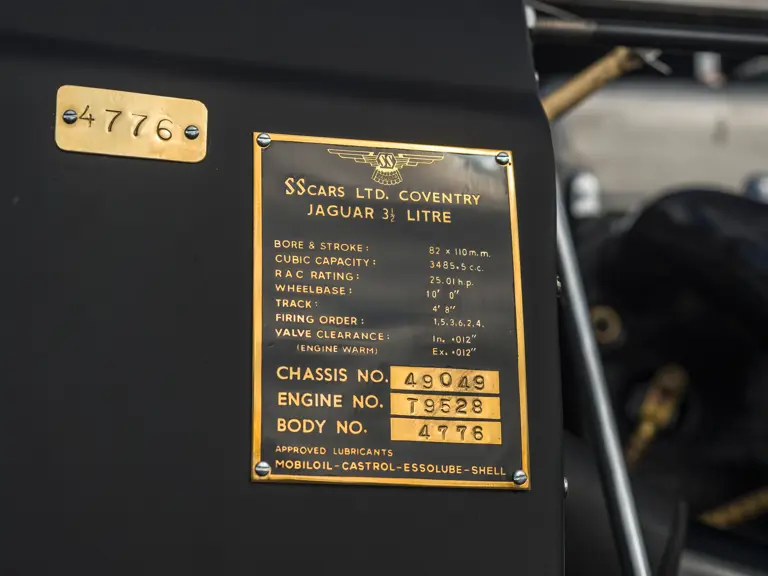 4776
SS
SS CARS LTD. COVENTRY
JAGUAR 3½ LITRE
BORE & STROKE: 82 x 110 m.m.
CUBIC CAPACITY: 3485.5 c.c.
R A C RATING: 25.01 h.p.
WHEELBASE: 10' 0"
TRACK: 4' 8"
FIRING ORDER: 1,5,3,6,2,4.
VALVE CLEARANCE: In. .012"
(ENGINE WARM) Ex. .012"
CHASSIS NO. 49049
ENGINE NO. T9528
BODY NO. 4776
APPROVED LUBRICANTS
MOBILOIL-CASTROL-ESSOLUBE-SHELL